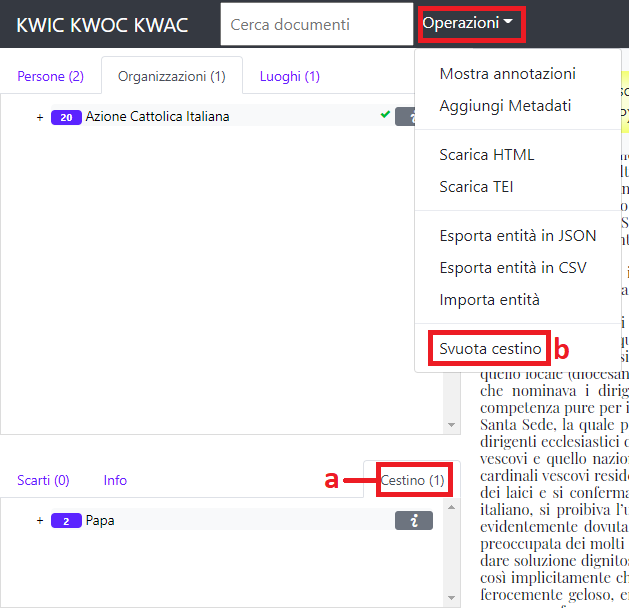 KWIC KWOC KWAC
Cerca documenti
Operazioni
Persone (2)
Organizzazioni (1)
Luoghi (1)
+ 20 Azione Cattolica Italiana
Mostra annotazioni
Aggiungi Metadati
Scarica HTML
Scarica TEI
Esporta entità in JSON
Esporta entità in CSV
Importa entità
Svuota cestino
b
quello locale (diocesan
che nominava i dirig
competenza pure per i
Santa Sede, la quale p
dirigenti ecclesiastici
vescovi e quello nazio
cardinali vescovi resid
dei laici e si conferma
italiano, si proibiva l'u
evidentemente dovuta
preoccupata dei molti
dare soluzione dignitos
così implicitamente ch
ferocemente geloso, e
Scarti (0)
Info
a
Cestino (1)
+ 2 Papa
i